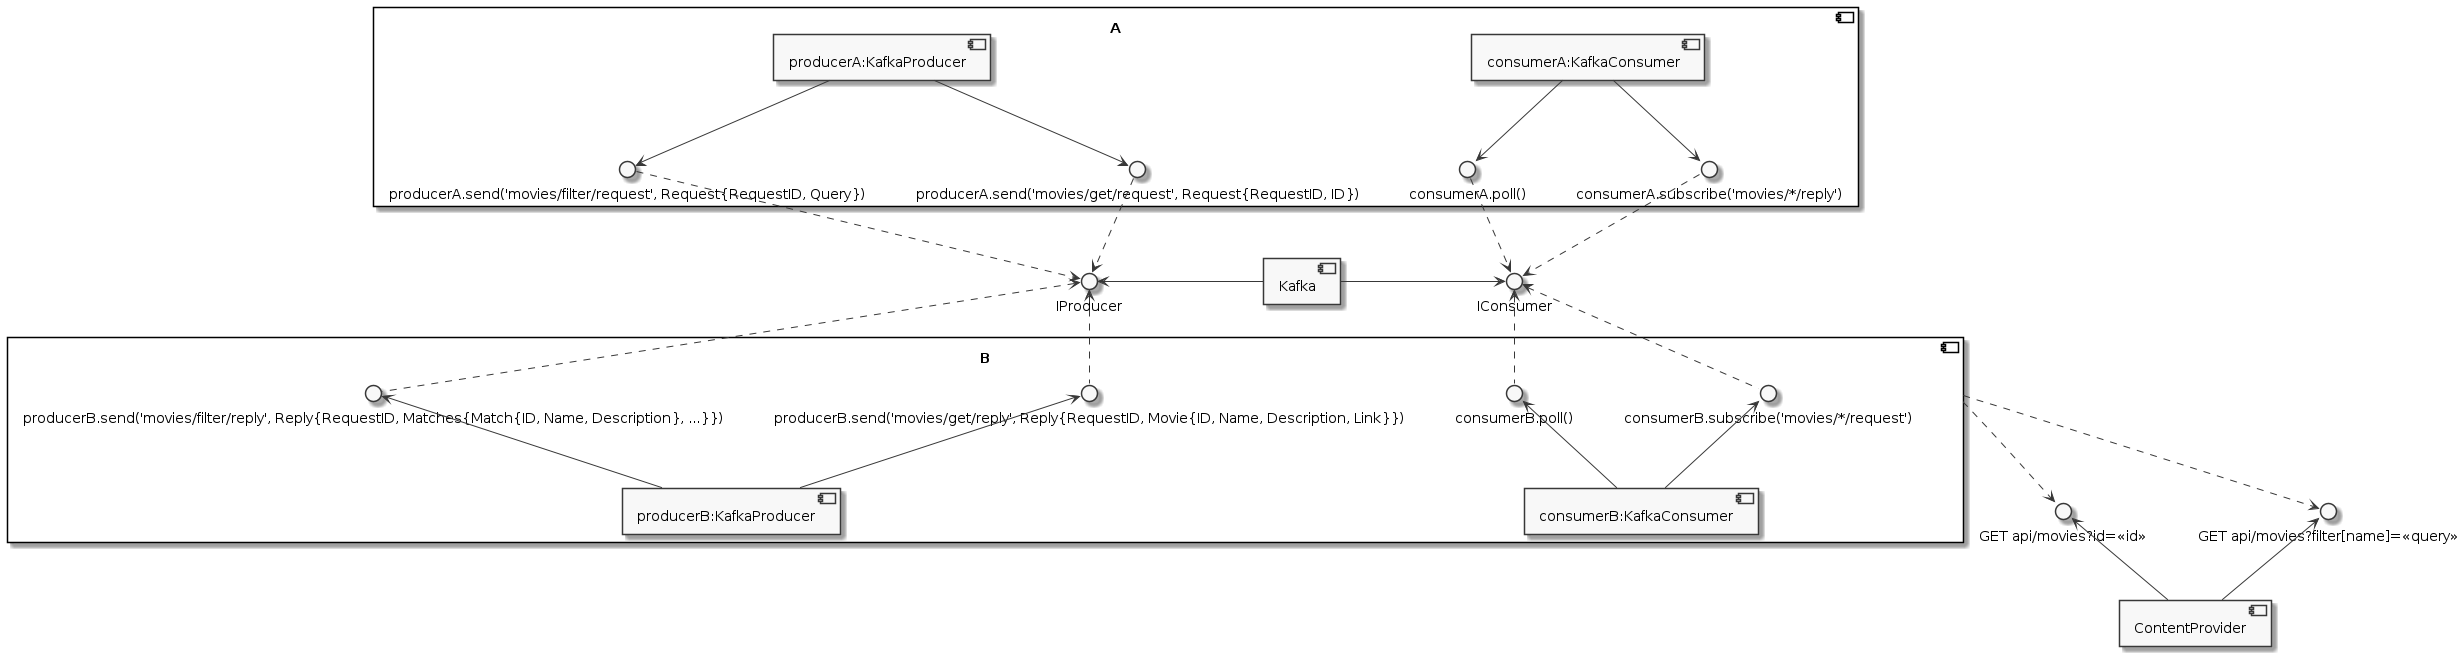 A
producerA:KafkaProducer
consumerA:KafkaConsumer
producerA.send('movies/filter/request', Request{RequestID, Query})
producerA.send('movies/get/request', Request{RequestID, ID})
consumerA.poll()
consumerA.subscribe('movies/*/reply')
Kafka
IProducer
IConsumer
B
producerB.send('movies/filter/reply', Reply{RequestID, Matches{Match{ID, Name, Description}, ...}})
producerB.send('movies/get/reply', Reply{RequestID, Movie{ID, Name, Description, Link}})
consumerB.poll()
consumerB.subscribe('movies/*/request')
producerB:KafkaProducer
consumerB:KafkaConsumer
GET api/movies?id=«id»
GET api/movies?filter[name]=«query»
ContentProvider